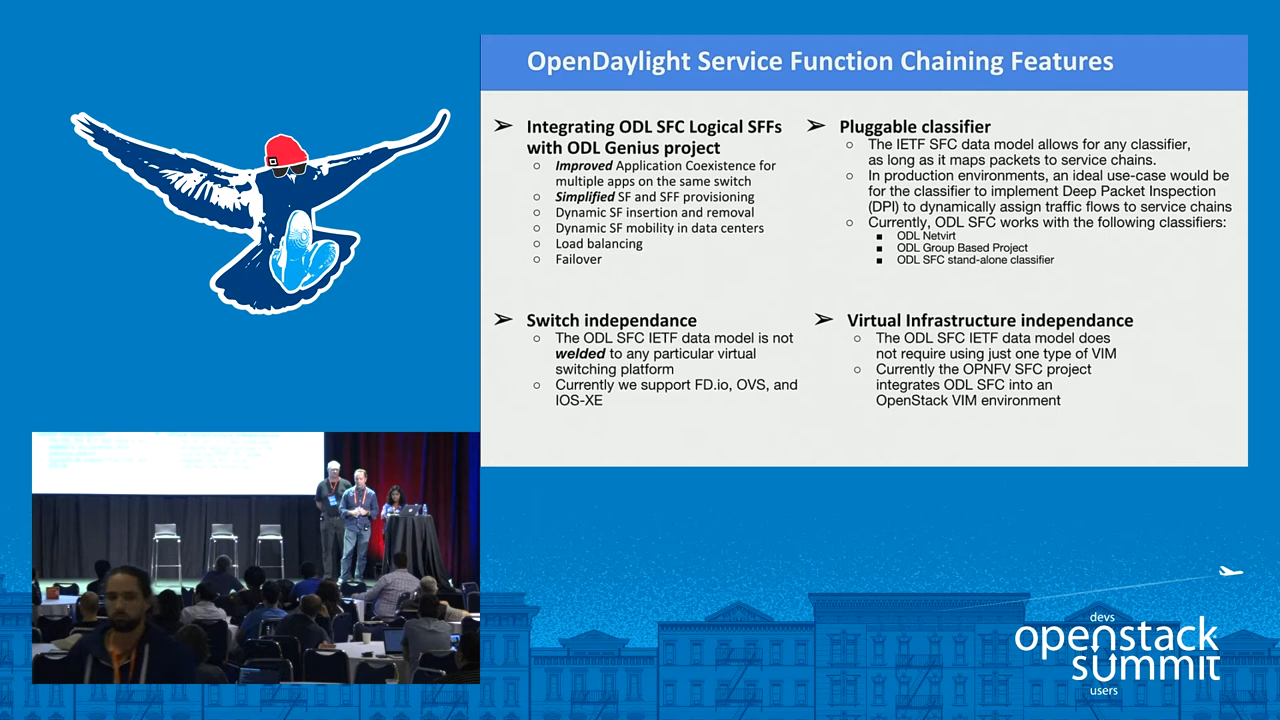 OpenDaylight Service Function Chaining Features
➢ Integrating ODL SFC Logical SFFs
with ODL Genius project
○ Improved Application Coexistence for
multiple apps on the same switch
○ Simplified SF and SFF provisioning
○ Dynamic SF insertion and removal
○ Dynamic SF mobility in data centers
○ Load balancing
○ Failover
➢ Pluggable classifier
○ The IETF SFC data model allows for any classifier,
as long as it maps packets to service chains.
○ In production environments, an ideal use-case would be
for the classifier to implement Deep Packet Inspection
(DPI) to dynamically assign traffic flows to service chains
○ Currently, ODL SFC works with the following classifiers:
■ ODL Netvirt
■ ODL Group Based Project
■ ODL SFC stand-alone classifier
➢ Switch independance
○ The ODL SFC IETF data model is not
welded to any particular virtual
switching platform
○ Currently we support FD.io, OVS, and
IOS-XE
➢ Virtual Infrastructure independance
○ The ODL SFC IETF data model does
not require using just one type of VIM
○ Currently the OPNFV SFC project
integrates ODL SFC into an
OpenStack VIM environment
devs
openstack
summit
users